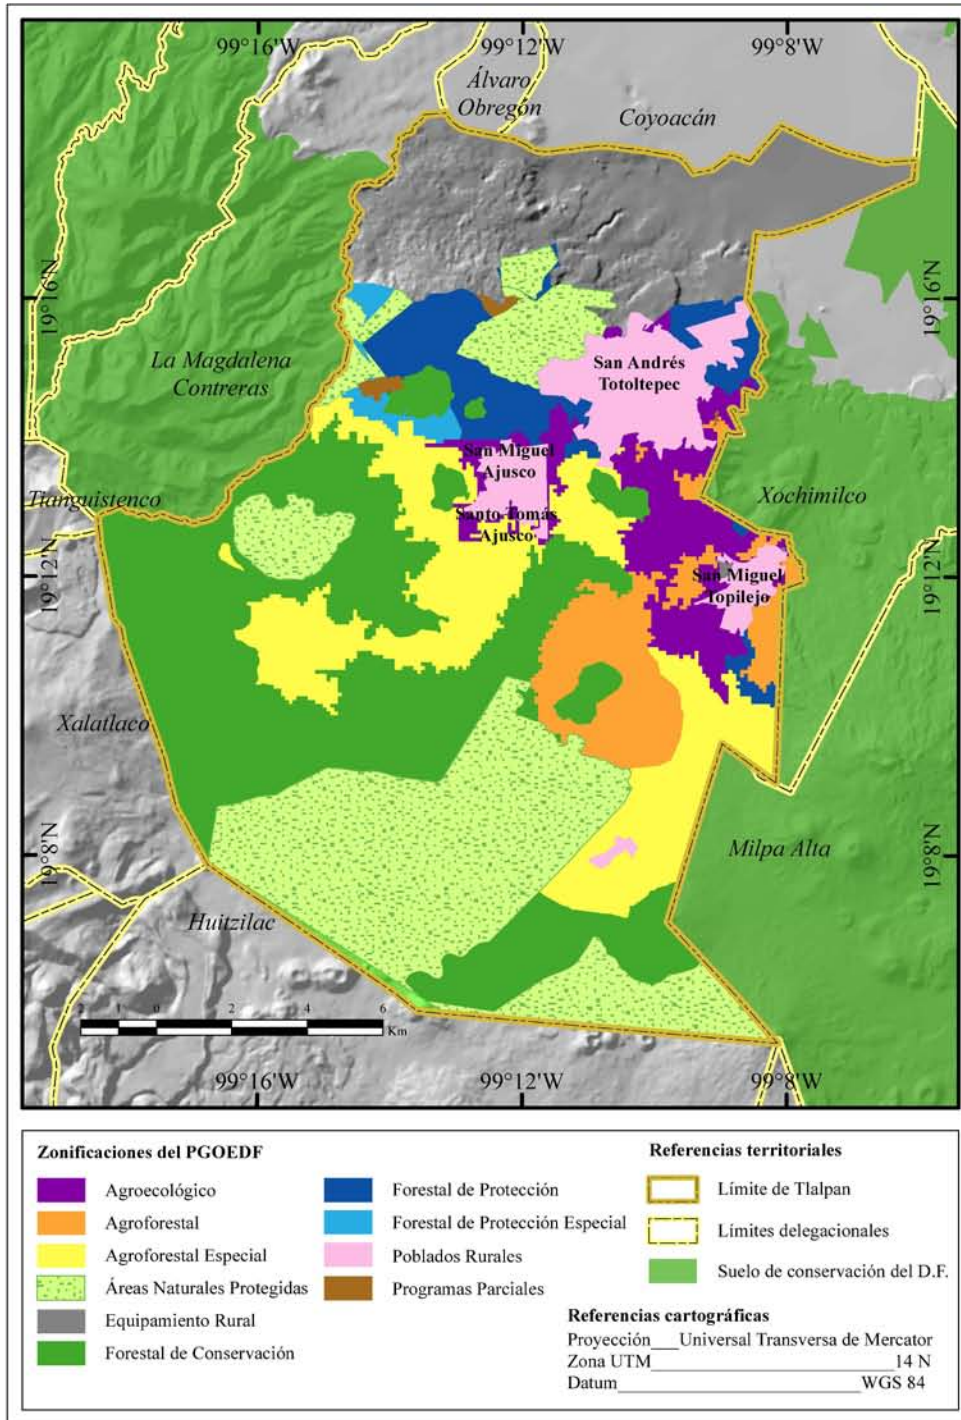 99°16'W
99°12'W
99°8'W
Álvaro
Obregón
Coyoacán
19°16'N
19°16'N
La Magdalena
Contreras
San Andrés
Totoltepec
San Miguel
Ajusco
Santo Tomás
Ajusco
Tianguistenco
Xochimilco
19°12'N
19°12'N
San Miguel
Topilejo
Xalatlaco
19°8'N
19°8'N
Milpa Alta
Huitzilac
2 1 0 2 4 6
Km
99°16'W
99°12'W
99°8'W
Zonificaciones del PGOEDF
Agroecológico
Agroforestal
Agroforestal Especial
Áreas Naturales Protegidas
Equipamiento Rural
Forestal de Conservación
Forestal de Protección
Forestal de Protección Especial
Poblados Rurales
Programas Parciales
Referencias territoriales
Límite de Tlalpan
Límites delegacionales
Suelo de conservación del D.F.
Referencias cartográficas
Proyección___Universal Transversa de Mercator
Zona UTM__________________________14 N
Datum__________________________WGS 84